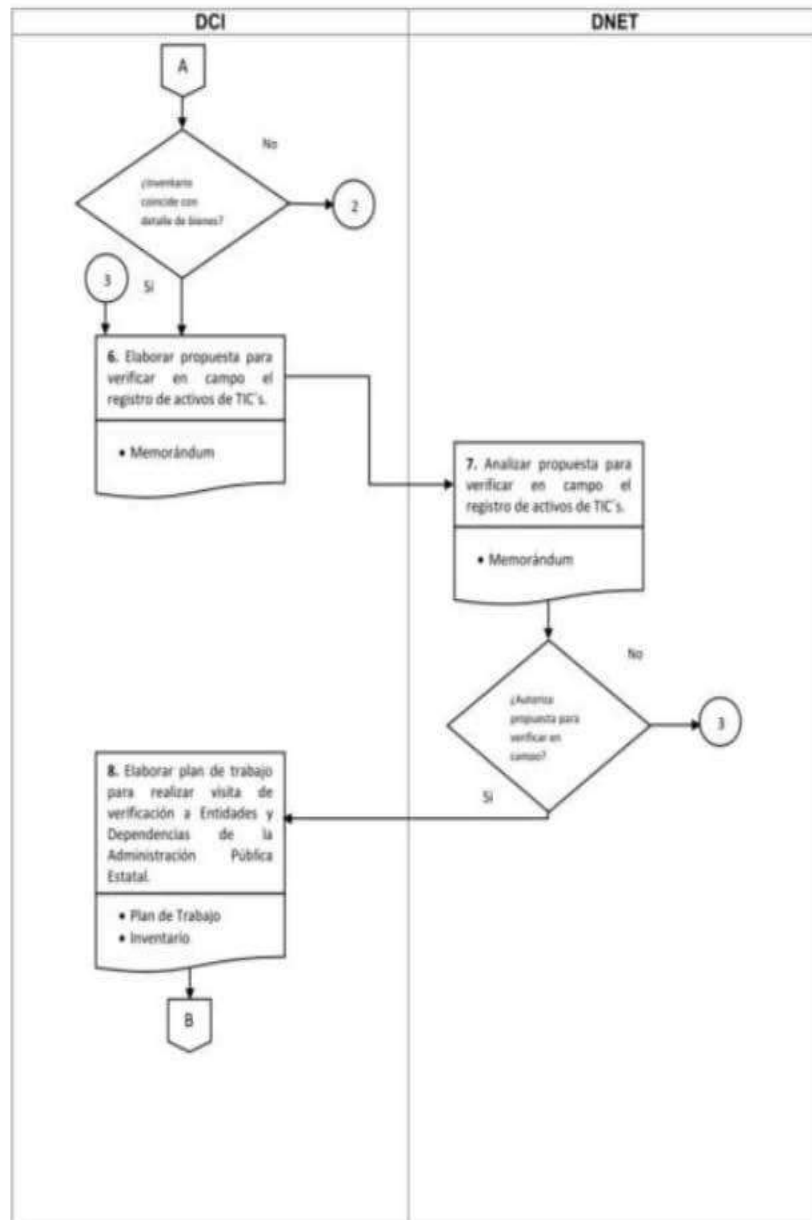 DCI
DNET
A
No
¿Inventario
coincide con
detalle de bienes?
2
3
Si
6. Elaborar propuesta para
verificar en campo el
registro de activos de TIC´s.
• Memorándum
7. Analizar propuesta para
verificar en campo el
registro de activos de TIC´s.
• Memorándum
No
¿Autoriza
propuesta para
verificar en
campo?
3
Si
8. Elaborar plan de trabajo
para realizar visita de
verificación a Entidades y
Dependencias de la
Administración Pública
Estatal.
• Plan de Trabajo
• Inventario
B